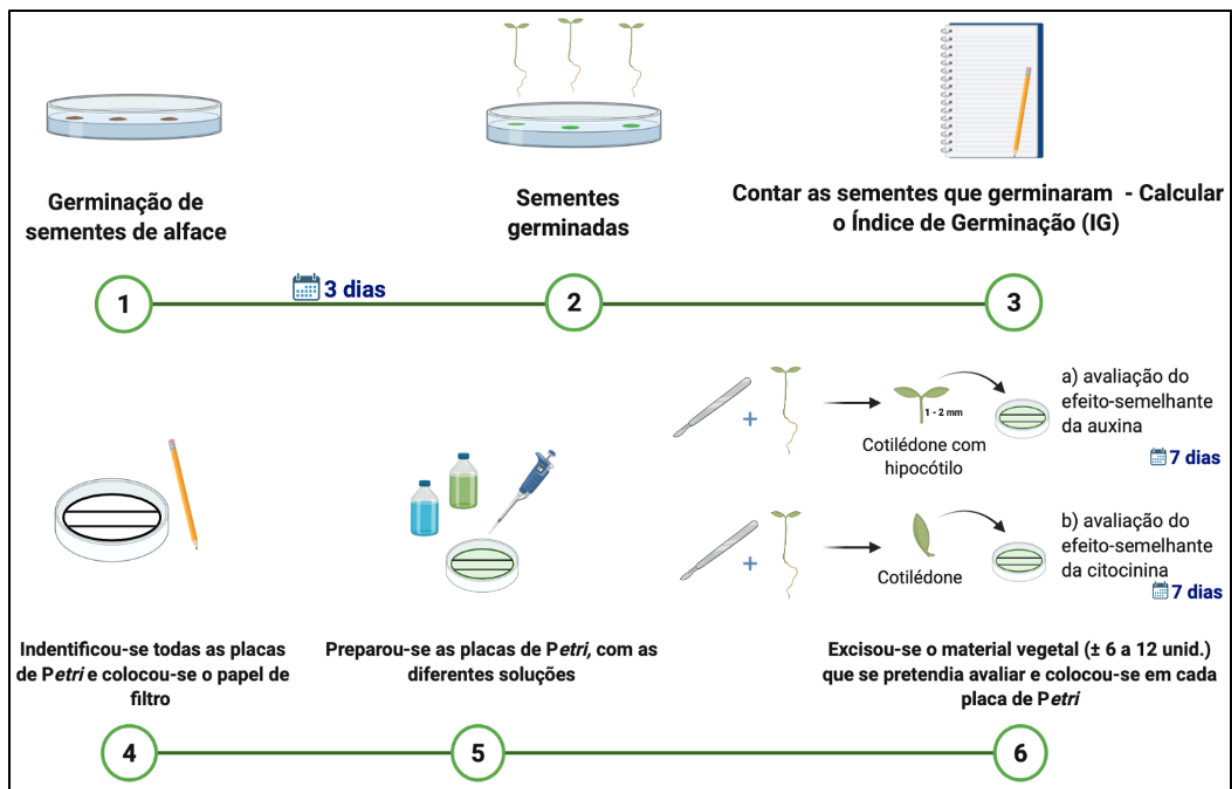 Germinação de
sementes de alface
Sementes
germinadas
Contar as sementes que germinaram - Calcular
o Índice de Germinação (IG)
1
3 dias
2
3
1 - 2 mm
Cotilédone com
hipocótilo
a) avaliação do
efeito-semelhante
da auxina
7 dias
Cotilédone
b) avaliação do
efeito-semelhante
da citocinina
7 dias
Indentificou-se todas as placas
de Petri e colocou-se o papel de
filtro
Preparou-se as placas de Petri, com as
diferentes soluções
Excisou-se o material vegetal (± 6 a 12 unid.)
que se pretendia avaliar e colocou-se em cada
placa de Petri
4
5
6